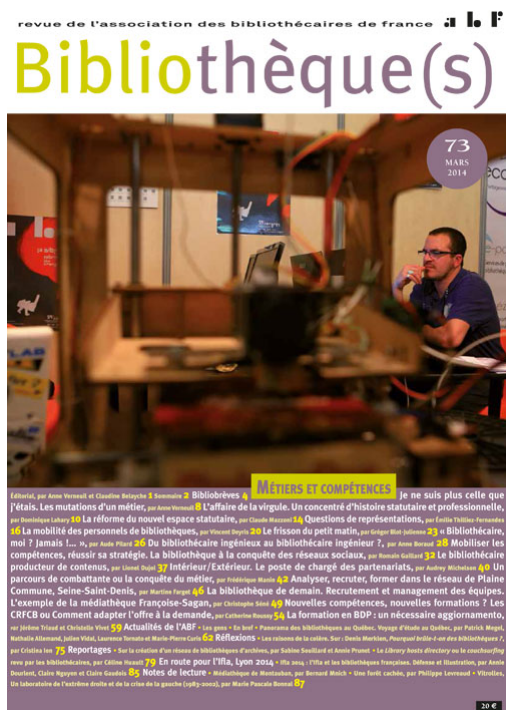 revue de l'association des bibliothécaires de france abf
Bibliothèque(s)
73
MARS
2014
Éditorial, par Anne Verneuil et Claudine Belayche 1 Sommaire 2 Bibliobrèves 4 MÉTIERS ET COMPÉTENCES Je ne suis plus celle que
j'étais. Les mutations d'un métier, par Anne Verneuil 8 L'affaire de la virgule. Un concentré d'histoire statutaire et professionnelle,
par Dominique Lahary 10 La réforme du nouvel espace statutaire, par Claude Mazzoni 14 Questions de représentations, par Émilie Thilliez-Fernandes
16 La mobilité des personnels de bibliothèques, par Vincent Deyris 20 Le frisson du petit matin, par Grégor Blot-Julienne 23 « Bibliothécaire,
moi ? Jamais !... », par Aude Pilard 26 Du bibliothécaire ingénieux au bibliothécaire ingénieur ?, par Anne Boraud 28 Mobiliser les
compétences, réussir sa stratégie. La bibliothèque à la conquête des réseaux sociaux, par Romain Gaillard 32 Le bibliothécaire
producteur de contenus, par Lionel Dujol 37 Intérieur/Extérieur. Le poste de chargé des partenariats, par Audrey Michelson 40 Un
parcours de combattante ou la conquête du métier, par Frédérique Manin 42 Analyser, recruter, former dans le réseau de Plaine
Commune, Seine-Saint-Denis, par Martine Forget 46 La bibliothèque de demain. Recrutement et management des équipes.
L'exemple de la médiathèque Françoise-Sagan, par Christophe Séné 49 Nouvelles compétences, nouvelles formations ? Les
CRFCB ou Comment adapter l'offre à la demande, par Catherine Roussy 54 La formation en BDP : un nécessaire aggiornamento,
par Jérôme Triaud et Christelle Vivet 59 Actualités de l'ABF • Les gens • En bref • Panorama des bibliothèques du Québec. Voyage d'étude au Québec, par Patrick Megel,
Nathalie Allemand, Julien Vidal, Laurence Tornato et Marie-Pierre Curis 62 Réflexions • Les raisons de la colère. Sur : Denis Merklen, Pourquoi brûle-t-on des bibliothèques ?,
par Cristina Ion 75 Reportages • Sur la création d'un réseau de bibliothèques d'archives, par Sabine Souillard et Annie Prunet • Le Library hosts directory ou le couchsurfing
revu par les bibliothécaires, par Céline Huault 79 En route pour l'Ifla, Lyon 2014 • Ifla 2014 : l'Ifla et les bibliothèques françaises. Défense et illustration, par Annie
Dourlent, Claire Nguyen et Claire Gaudois 85 Notes de lecture • Médiathèque de Montauban, par Bernard Moich • Une forêt cachée, par Philippe Levreaud • Vitrolles,
Un laboratoire de l'extrême droite et de la crise de la gauche (1983-2002), par Marie Pascale Bonnal 87
20 €